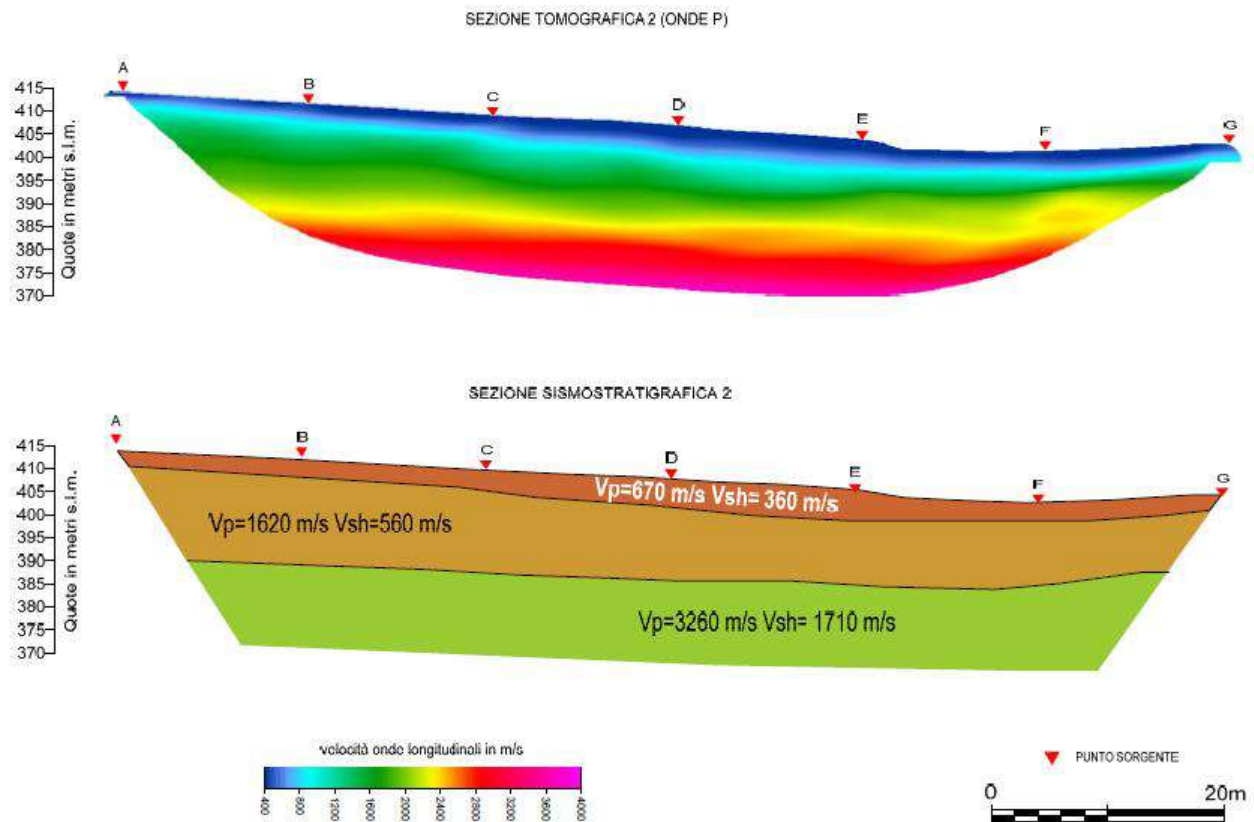 SEZIONE TOMOGRAFICA 2 (ONDE P)
A
B
C
D
E
F
G
415
410
405
400
395
390
385
380
375
370
Quote in metri s.l.m.
SEZIONE SISMOSTRATIGRAFICA 2
A
B
C
D
E
F
G
415
410
405
400
395
390
385
380
375
370
Quote in metri s.l.m.
Vp=670 m/s Vsh= 360 m/s
Vp=1620 m/s Vsh=560 m/s
Vp=3260 m/s Vsh= 1710 m/s
velocità onde longitudinali in m/s
400 800 1200 1600 2000 2400 2800 3200 3600 4000
PUNTO SORGENTE
0 20m